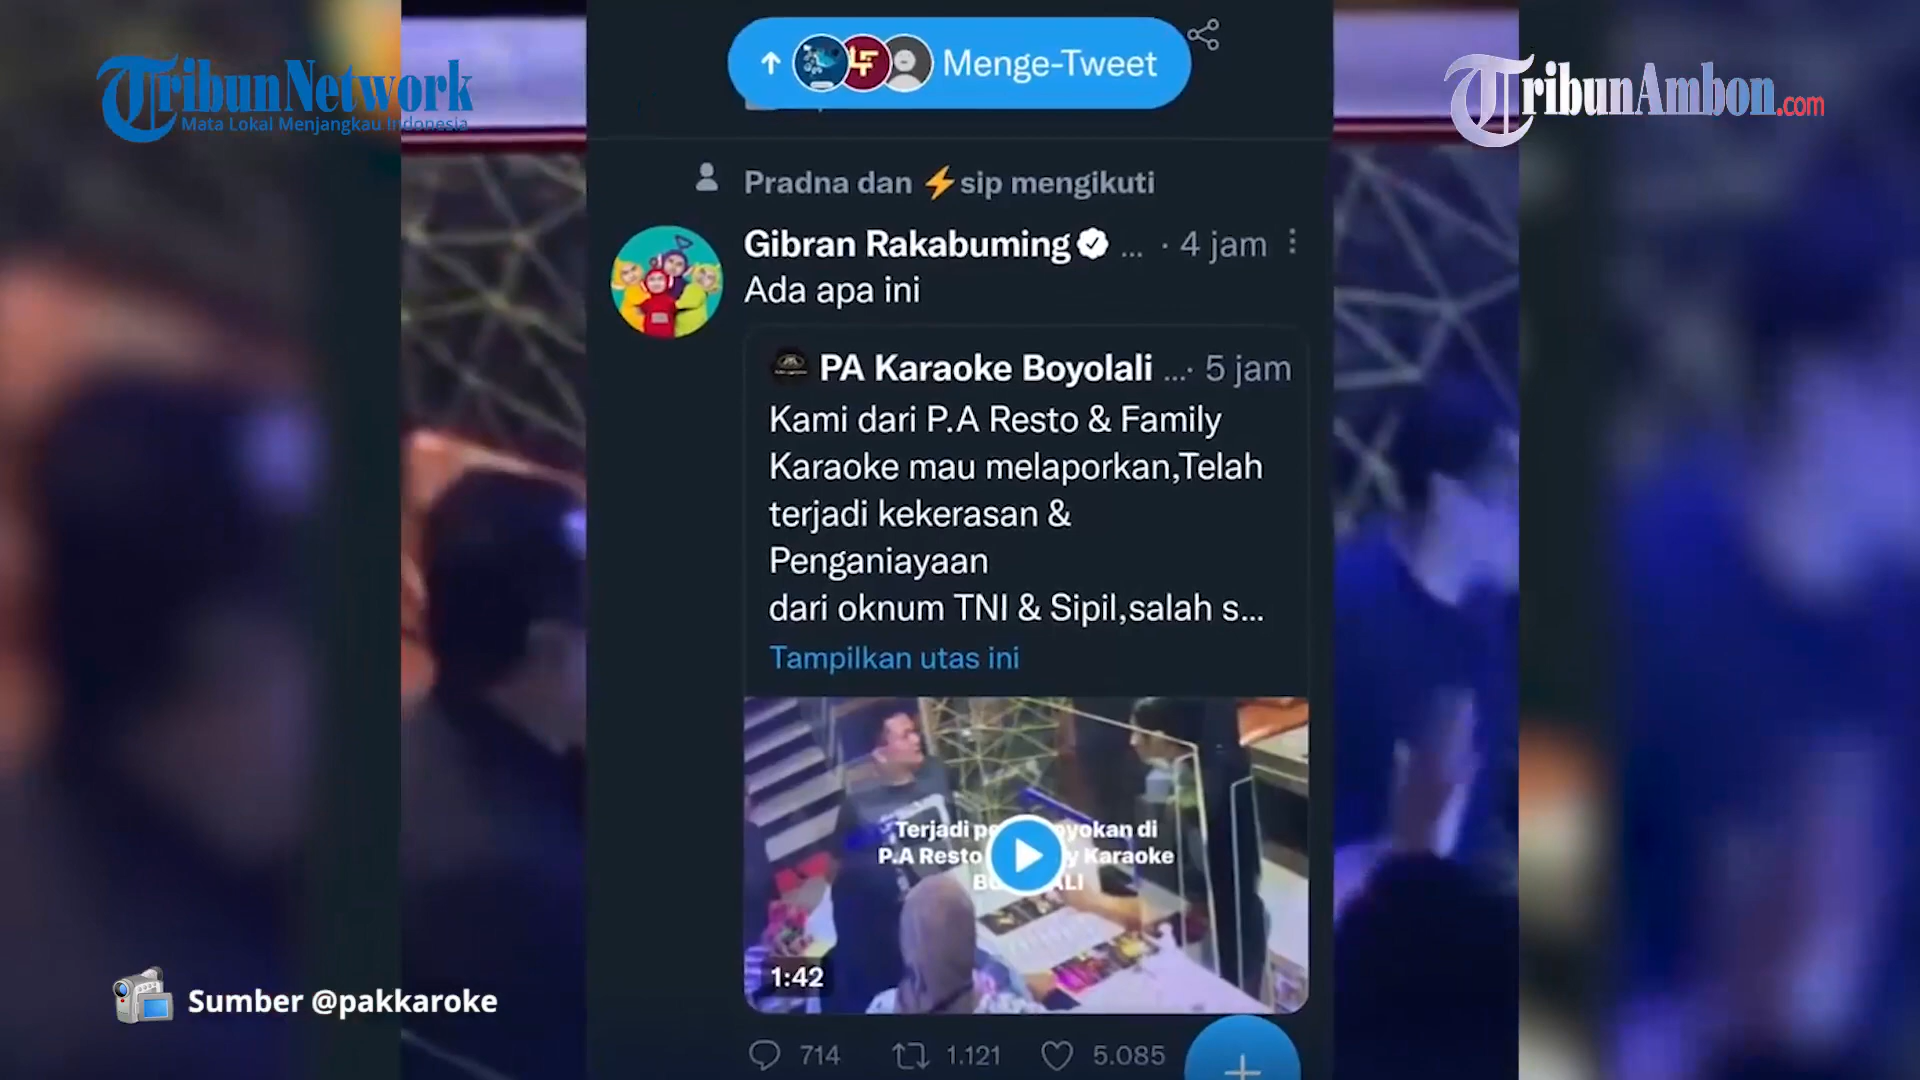 Menge-Tweet
TribunNetwork
Mata Lokal Menjangkau Indonesia
TribunAmbon.com
Pradna dan ⚡sip mengikuti
Gibran Rakabuming ... · 4 jam
Ada apa ini
PA Karaoke Boyolali ...· 5 jam
Kami dari P.A Resto & Family
Karaoke mau melaporkan,Telah
terjadi kekerasan &
Penganiayaan
dari oknum TNI & Sipil,salah s...
Tampilkan utas ini
Terjadi di
P.A Resto Karaoke
1:42
Sumber @pakkaroke
714 1.121 5.085